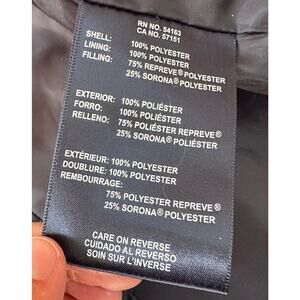 RN NO. 54163
CA NO. 57151
SHELL: 100% POLYESTER
LINING: 100% POLYESTER
FILLING: 75% REPREVE® POLYESTER
25% SORONA® POLYESTER
EXTERIOR: 100% POLIÉSTER
FORRO: 100% POLIÉSTER
RELLENO: 75% POLIÉSTER REPREVE®
25% SORONA® POLIÉSTER
EXTÉRIEUR: 100% POLYESTER
DOUBLURE: 100% POLYESTER
REMBOURRAGE:
75% POLYESTER REPREVE®
25% SORONA® POLYESTER
CARE ON REVERSE
CUIDADO AL REVERSO
SOIN SUR L'INVERSE